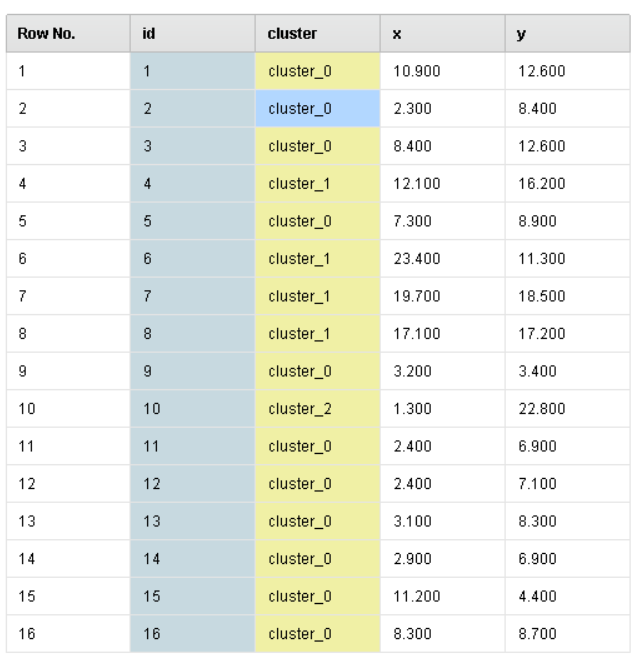 Row No. id cluster x y
1 1 cluster_0 10.900 12.600
2 2 cluster_0 2.300 8.400
3 3 cluster_0 8.400 12.600
4 4 cluster_1 12.100 16.200
5 5 cluster_0 7.300 8.900
6 6 cluster_1 23.400 11.300
7 7 cluster_1 19.700 18.500
8 8 cluster_1 17.100 17.200
9 9 cluster_0 3.200 3.400
10 10 cluster_2 1.300 22.800
11 11 cluster_0 2.400 6.900
12 12 cluster_0 2.400 7.100
13 13 cluster_0 3.100 8.300
14 14 cluster_0 2.900 6.900
15 15 cluster_0 11.200 4.400
16 16 cluster_0 8.300 8.700